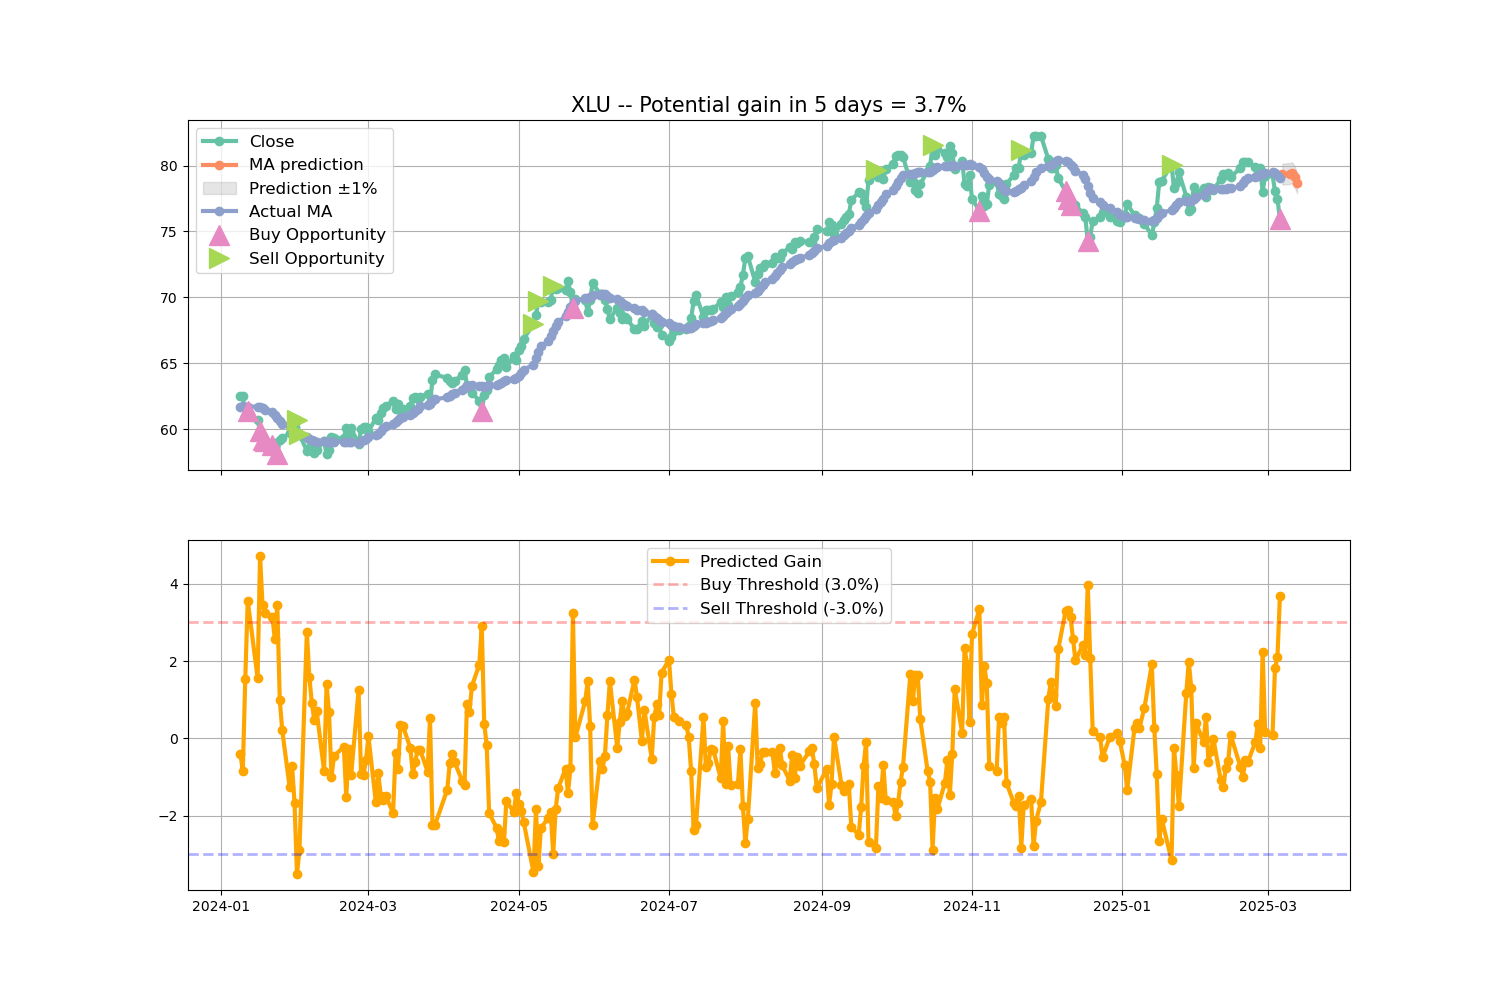 XLU -- Potential gain in 5 days = 3.7%
Close
MA prediction
Prediction ±1%
Actual MA
Buy Opportunity
Sell Opportunity
80
75
70
65
60
Predicted Gain
Buy Threshold (3.0%)
Sell Threshold (-3.0%)
4
2
0
−2
2024-01 2024-03 2024-05 2024-07 2024-09 2024-11 2025-01 2025-03